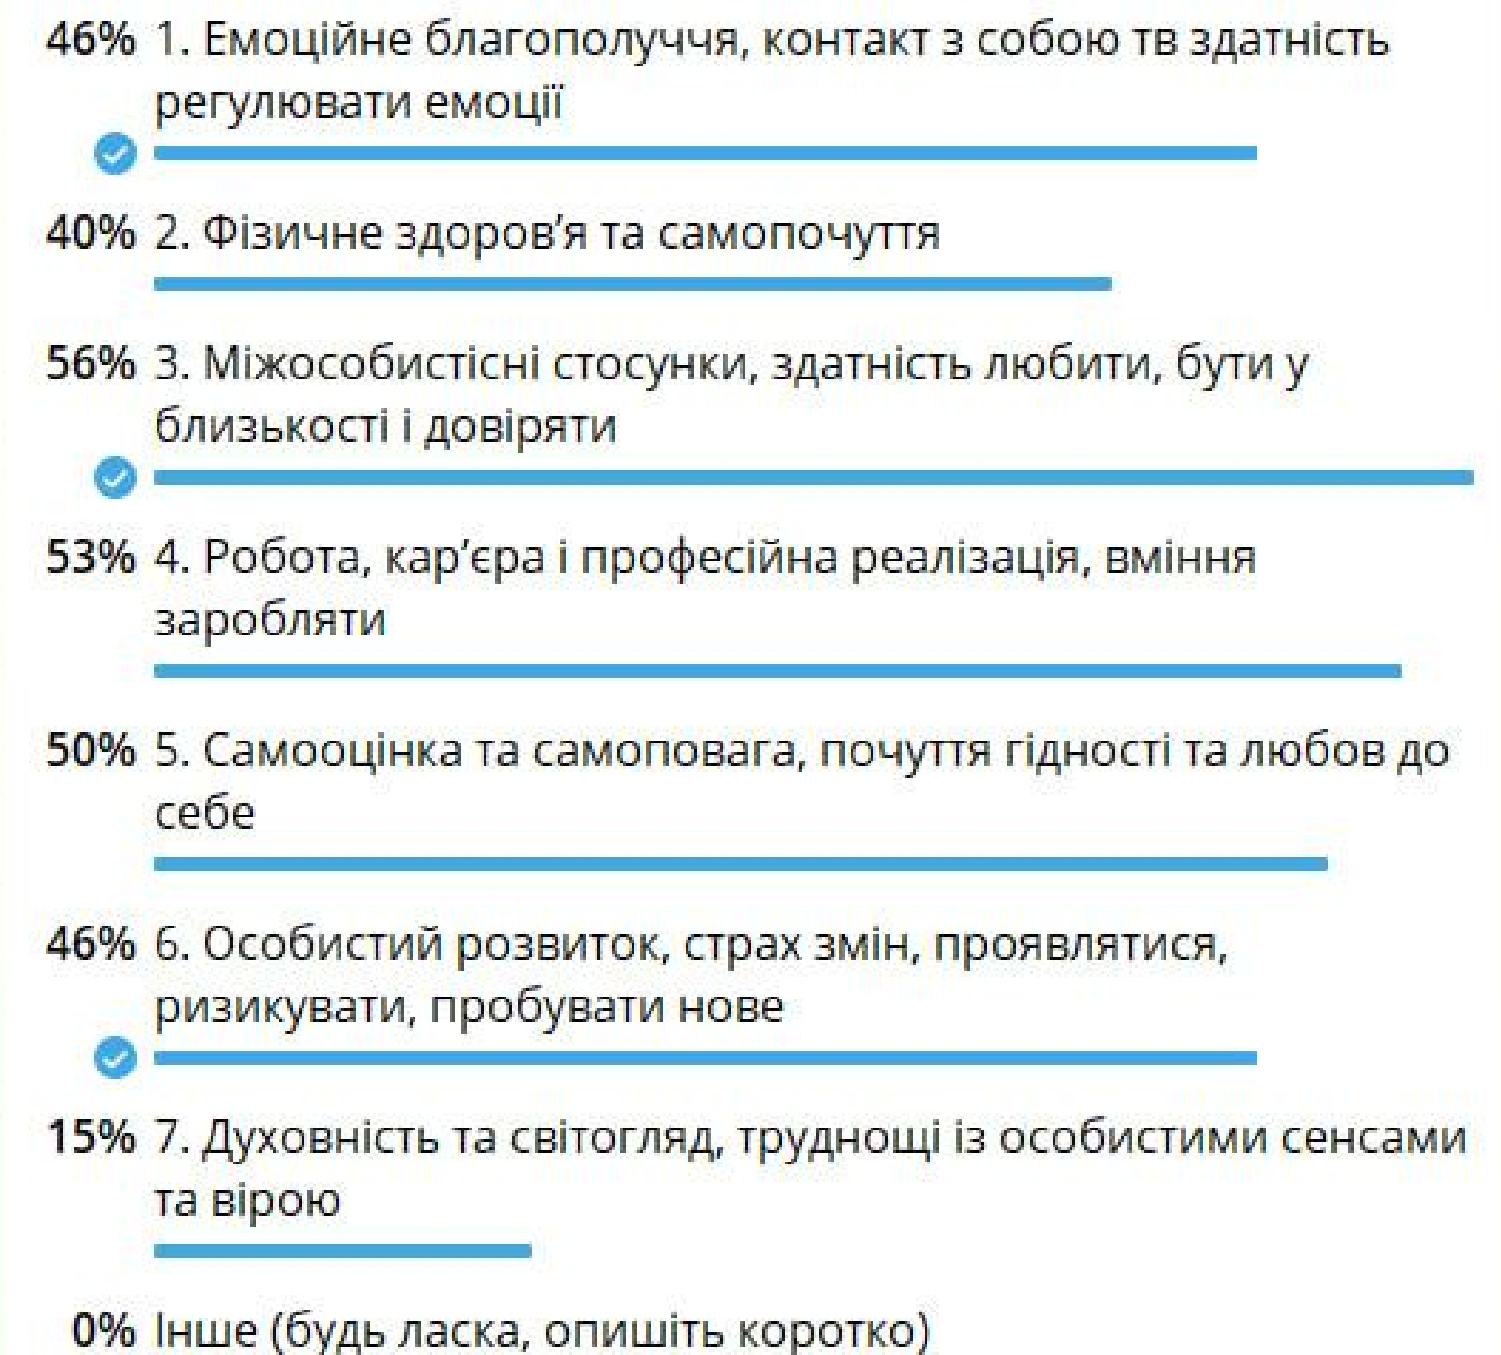 46% 1. Емоційне благополуччя, контакт з собою тв здатність
регулювати емоції
40% 2. Фізичне здоров’я та самопочуття
56% 3. Міжособистісні стосунки, здатність любити, бути у
близькості і довіряти
53% 4. Робота, кар’єра і професійна реалізація, вміння
заробляти
50% 5. Самооцінка та самоповага, почуття гідності та любов до
себе
46% 6. Особистий розвиток, страх змін, проявлятися,
ризикувати, пробувати нове
15% 7. Духовність та світогляд, труднощі із особистими сенсами
та вірою
0% Інше (будь ласка, опишіть коротко)